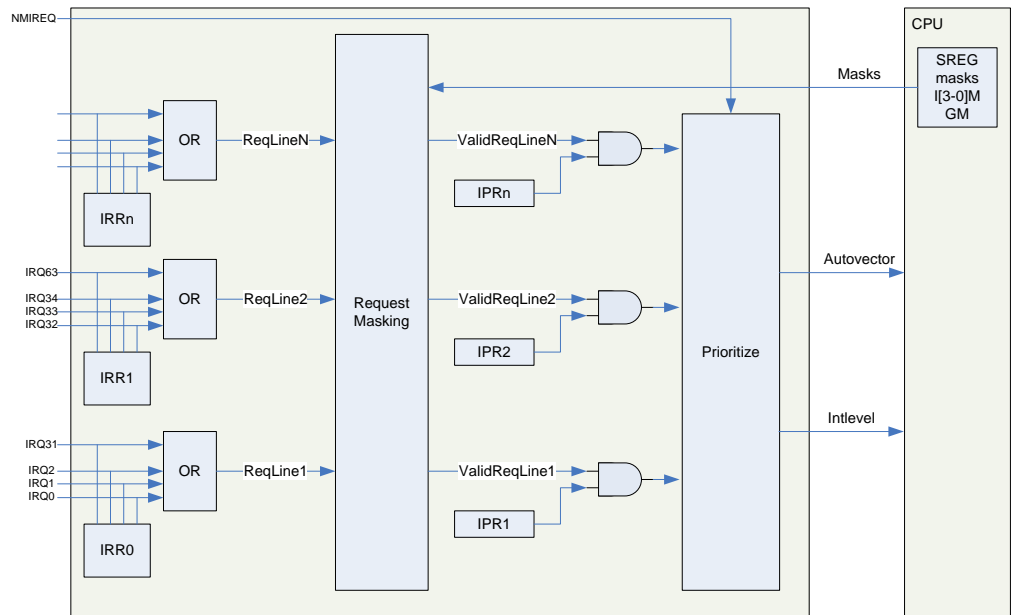 NMIREQ
CPU
SREG
masks
I[3-0]M
GM
Masks
OR
ReqLineN
ValidReqLineN
IPRn
IRRn
IRQ63
IRQ34
IRQ33
IRQ32
OR
ReqLine2
Request
Masking
ValidReqLine2
IPR2
IRR1
Prioritize
Autovector
Intlevel
IRQ31
IRQ2
IRQ1
IRQ0
OR
ReqLine1
ValidReqLine1
IPR1
IRR0